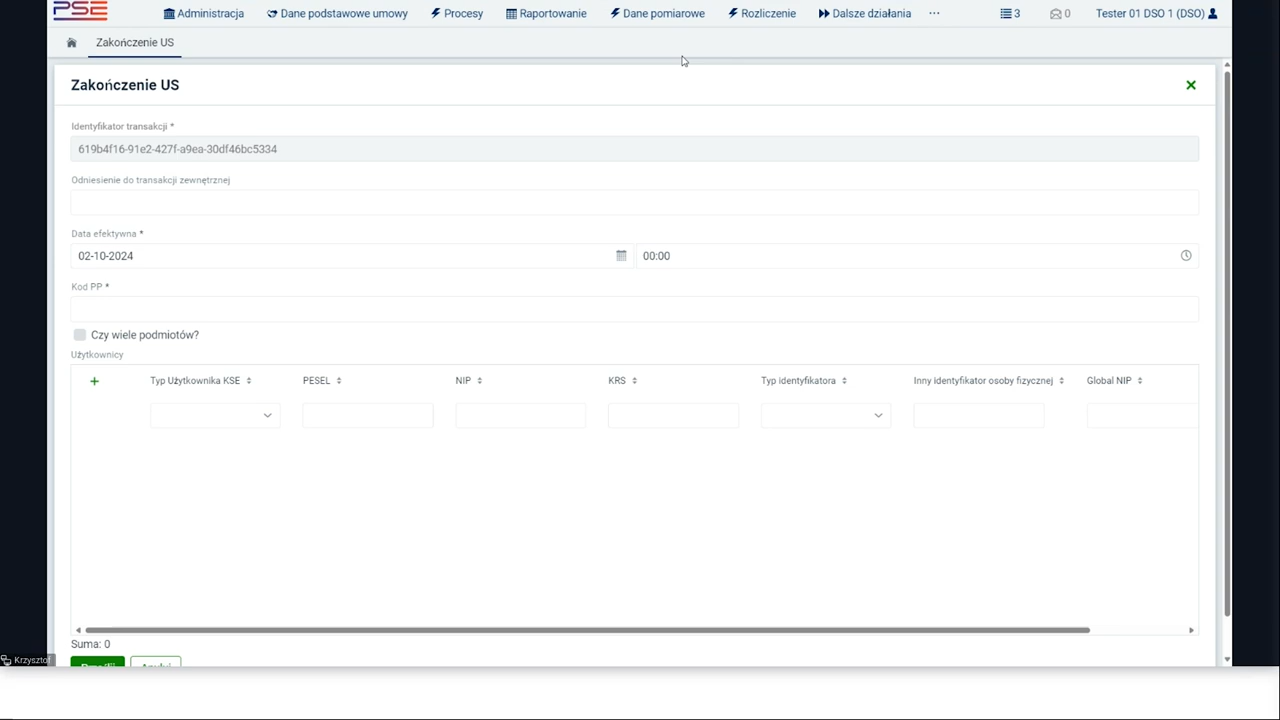 PSE
Administracja Dane podstawowe umowy Procesy Raportowanie Dane pomiarowe Rozliczenie Dalsze działania ... 3 0 Tester 01 DSO 1 (DSO)
Zakończenie US
Zakończenie US
Identyfikator transakcji *
619b4f16-91e2-427f-a9ea-30df46bc5334
Odniesienie do transakcji zewnętrznej
Data efektywna *
02-10-2024 00:00
Kod PP *
Czy wiele podmiotów?
Użytkownicy
Typ Użytkownika KSE PESEL NIP KRS Typ identyfikatora Inny identyfikator osoby fizycznej Global NIP
Suma: 0
Krzysztof